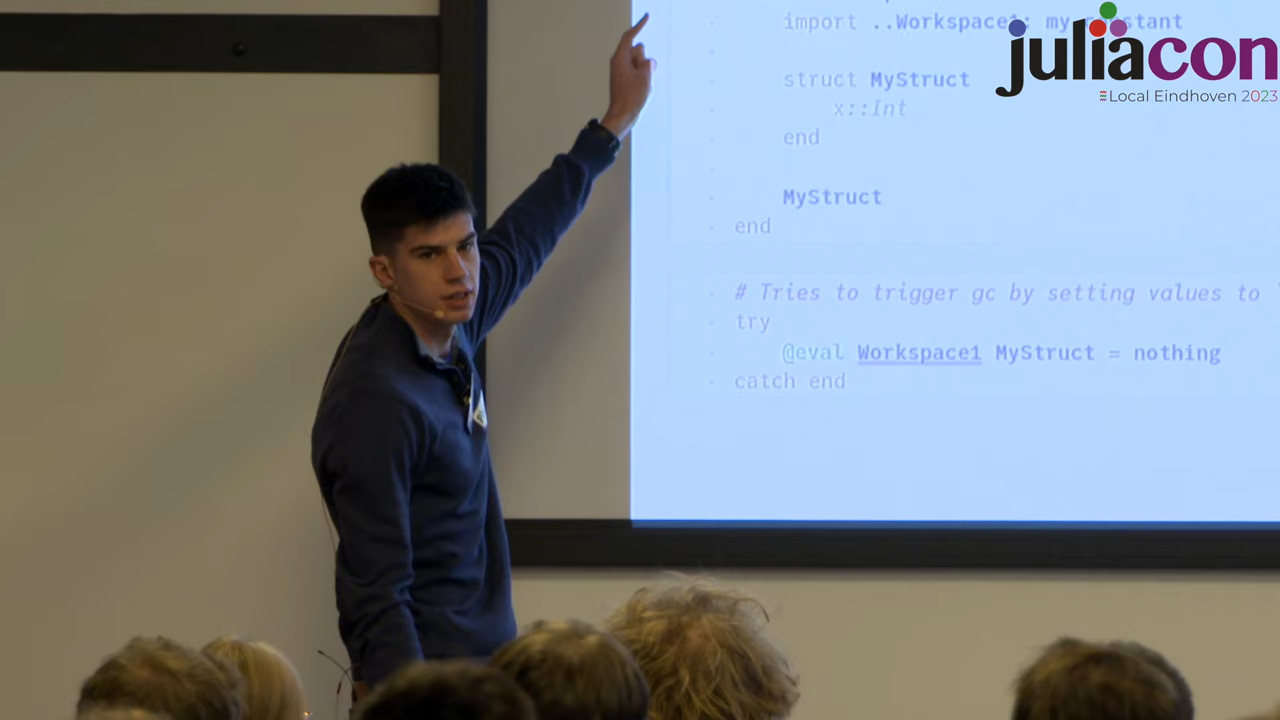 import ..Workspace1: my_constant
struct MyStruct
x::Int
end
MyStruct
end
# Tries to trigger gc by setting values to
try
@eval Workspace1 MyStruct = nothing
catch end
juliacon
Local Eindhoven 2023